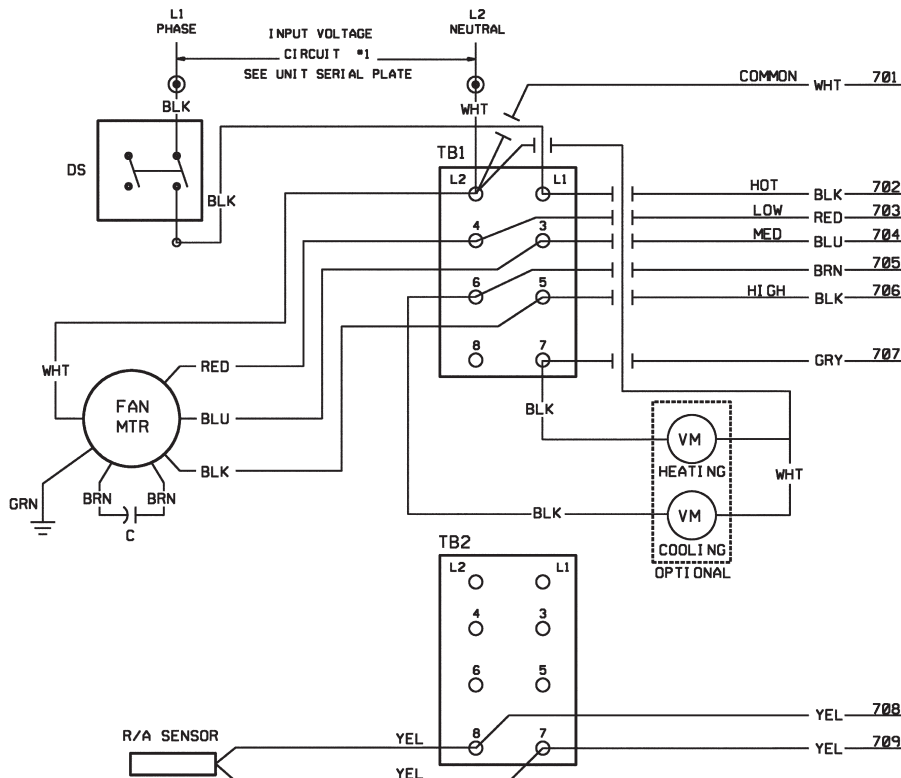 L1
PHASE
L2
NEUTRAL
INPUT VOLTAGE
CIRCUIT *1
SEE UNIT SERIAL PLATE
BLK
WHT
COMMON
WHT
701
DS
BLK
TB1
L2
L1
HOT
BLK
702
LOW
RED
703
4
3
MED
BLU
704
BRN
705
6
5
HIGH
BLK
706
8
7
GRY
707
WHT
RED
FAN
MTR
BLU
BLK
BLK
VM
HEATING
WHT
GRN
BRN
BRN
C
BLK
VM
COOLING
OPTIONAL
TB2
L2
L1
4
3
6
5
8
7
YEL
708
YEL
709
R/A SENSOR
YEL
YEL